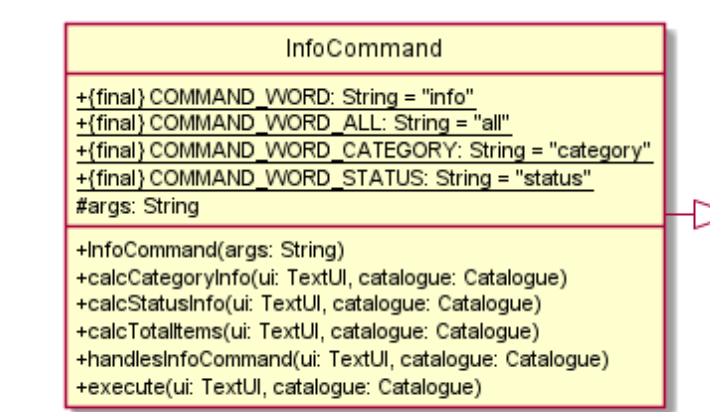 InfoCommand
+{final} COMMAND_WORD: String = "info"
+{final} COMMAND_WORD_ALL: String = "all"
+{final} COMMAND_WORD_CATEGORY: String = "category"
+{final} COMMAND_WORD_STATUS: String = "status"
#args: String
+InfoCommand(args: String)
+calcCategoryInfo(ui: TextUI, catalogue: Catalogue)
+calcStatusInfo(ui: TextUI, catalogue: Catalogue)
+calcTotalItems(ui: TextUI, catalogue: Catalogue)
+handlesInfoCommand(ui: TextUI, catalogue: Catalogue)
+execute(ui: TextUI, catalogue: Catalogue)